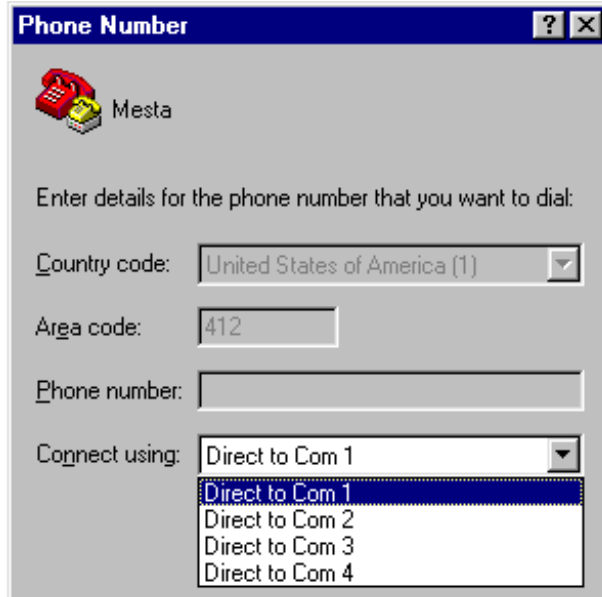 Phone Number
Mesta
Enter details for the phone number that you want to dial:
Country code: United States of America (1)
Area code: 412
Phone number:
Connect using: Direct to Com 1
Direct to Com 1
Direct to Com 2
Direct to Com 3
Direct to Com 4